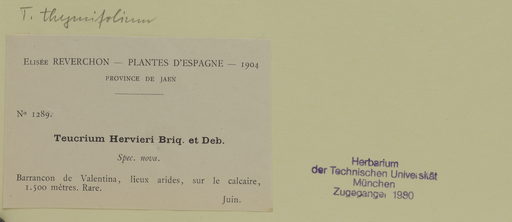 T. thymifolium
Elisée REVERCHON — PLANTES D'ESPAGNE — 1904
PROVINCE DE JAEN
Nº 1289.
Teucrium Hervieri Briq. et Deb.
Spec. nova.
Barrancon de Valentina, lieux arides, sur le calcaire,
1.500 mètres. Rare.
Juin.
Herbarium
der Technischen Universität
München
Zugegangen 1980